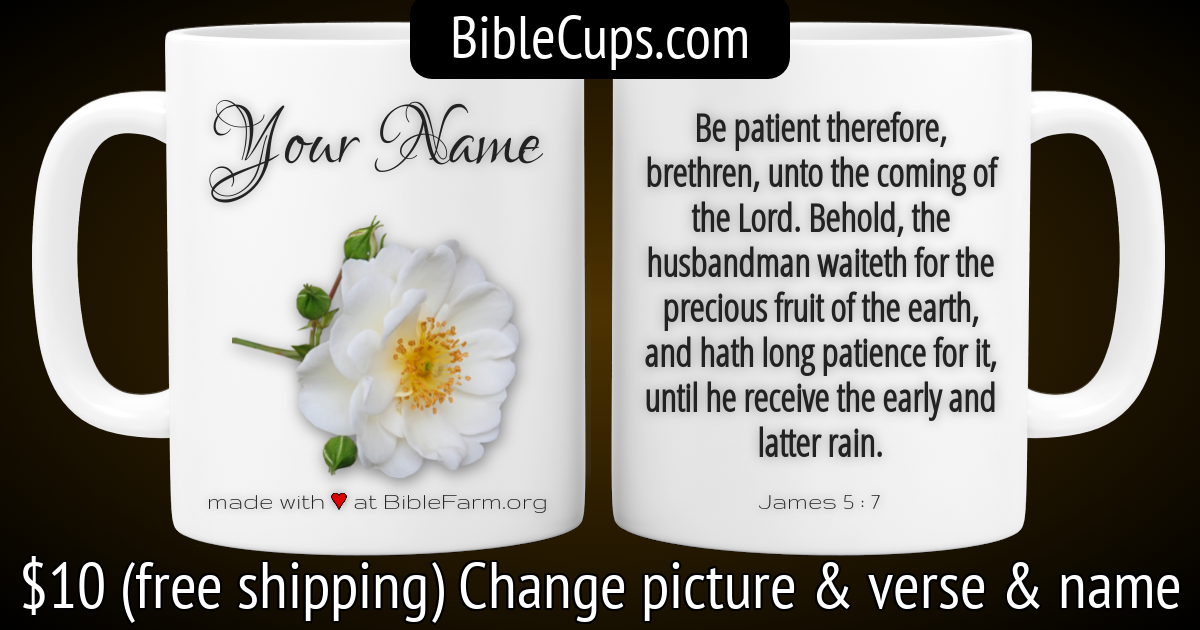 BibleCups.com
Your Name
made with ♥ at BibleFarm.org
Be patient therefore,
brethren, unto the coming of
the Lord. Behold, the
husbandman waiteth for the
precious fruit of the earth,
and hath long patience for it,
until he receive the early and
latter rain.
James 5 : 7
$10 (free shipping) Change picture & verse & name